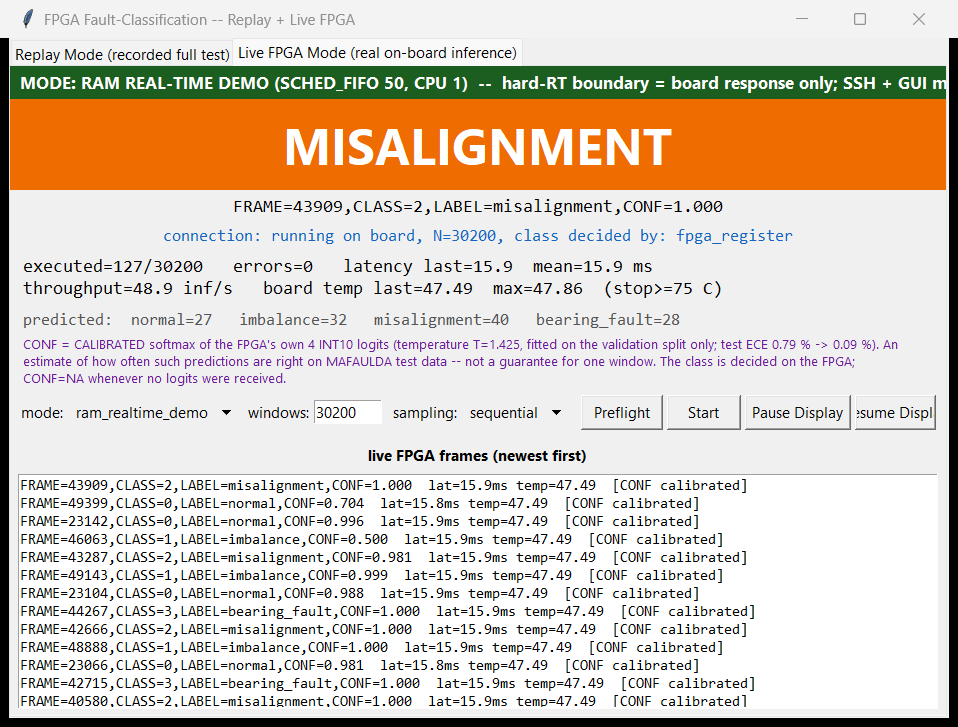 FPGA Fault-Classification -- Replay + Live FPGA
Replay Mode (recorded full test) Live FPGA Mode (real on-board inference)
MODE: RAM REAL-TIME DEMO (SCHED_FIFO 50, CPU 1) -- hard-RT boundary = board response only; SSH + GUI m
MISALIGNMENT
FRAME=43909,CLASS=2,LABEL=misalignment,CONF=1.000
connection: running on board, N=30200, class decided by: fpga_register
executed=127/30200 errors=0 latency last=15.9 mean=15.9 ms
throughput=48.9 inf/s board temp last=47.49 max=47.86 (stop>=75 C)
predicted: normal=27 imbalance=32 misalignment=40 bearing_fault=28
CONF = CALIBRATED softmax of the FPGA's own 4 INT10 logits (temperature T=1.425, fitted on the validation split only; test ECE 0.79 % -> 0.09 %). An
estimate of how often such predictions are right on MAFAULDA test data -- not a guarantee for one window. The class is decided on the FPGA;
CONF=NA whenever no logits were received.
mode: ram_realtime_demo windows: 30200 sampling: sequential Preflight Start Pause Display esume Displ
live FPGA frames (newest first)
FRAME=43909,CLASS=2,LABEL=misalignment,CONF=1.000 lat=15.9ms temp=47.49 [CONF calibrated]
FRAME=49399,CLASS=0,LABEL=normal,CONF=0.704 lat=15.8ms temp=47.49 [CONF calibrated]
FRAME=23142,CLASS=0,LABEL=normal,CONF=0.996 lat=15.9ms temp=47.49 [CONF calibrated]
FRAME=46063,CLASS=1,LABEL=imbalance,CONF=0.500 lat=15.9ms temp=47.49 [CONF calibrated]
FRAME=43287,CLASS=2,LABEL=misalignment,CONF=0.981 lat=15.9ms temp=47.49 [CONF calibrated]
FRAME=49143,CLASS=1,LABEL=imbalance,CONF=0.999 lat=15.9ms temp=47.49 [CONF calibrated]
FRAME=23104,CLASS=0,LABEL=normal,CONF=0.988 lat=15.9ms temp=47.49 [CONF calibrated]
FRAME=44267,CLASS=3,LABEL=bearing_fault,CONF=1.000 lat=15.9ms temp=47.49 [CONF calibrated]
FRAME=42666,CLASS=2,LABEL=misalignment,CONF=1.000 lat=15.9ms temp=47.49 [CONF calibrated]
FRAME=48888,CLASS=1,LABEL=imbalance,CONF=1.000 lat=15.9ms temp=47.49 [CONF calibrated]
FRAME=23066,CLASS=0,LABEL=normal,CONF=0.981 lat=15.8ms temp=47.49 [CONF calibrated]
FRAME=42715,CLASS=3,LABEL=bearing_fault,CONF=1.000 lat=15.9ms temp=47.49 [CONF calibrated]
FRAME=40580,CLASS=2,LABEL=misalignment,CONF=1.000 lat=15.9ms temp=47.49 [CONF calibrated]